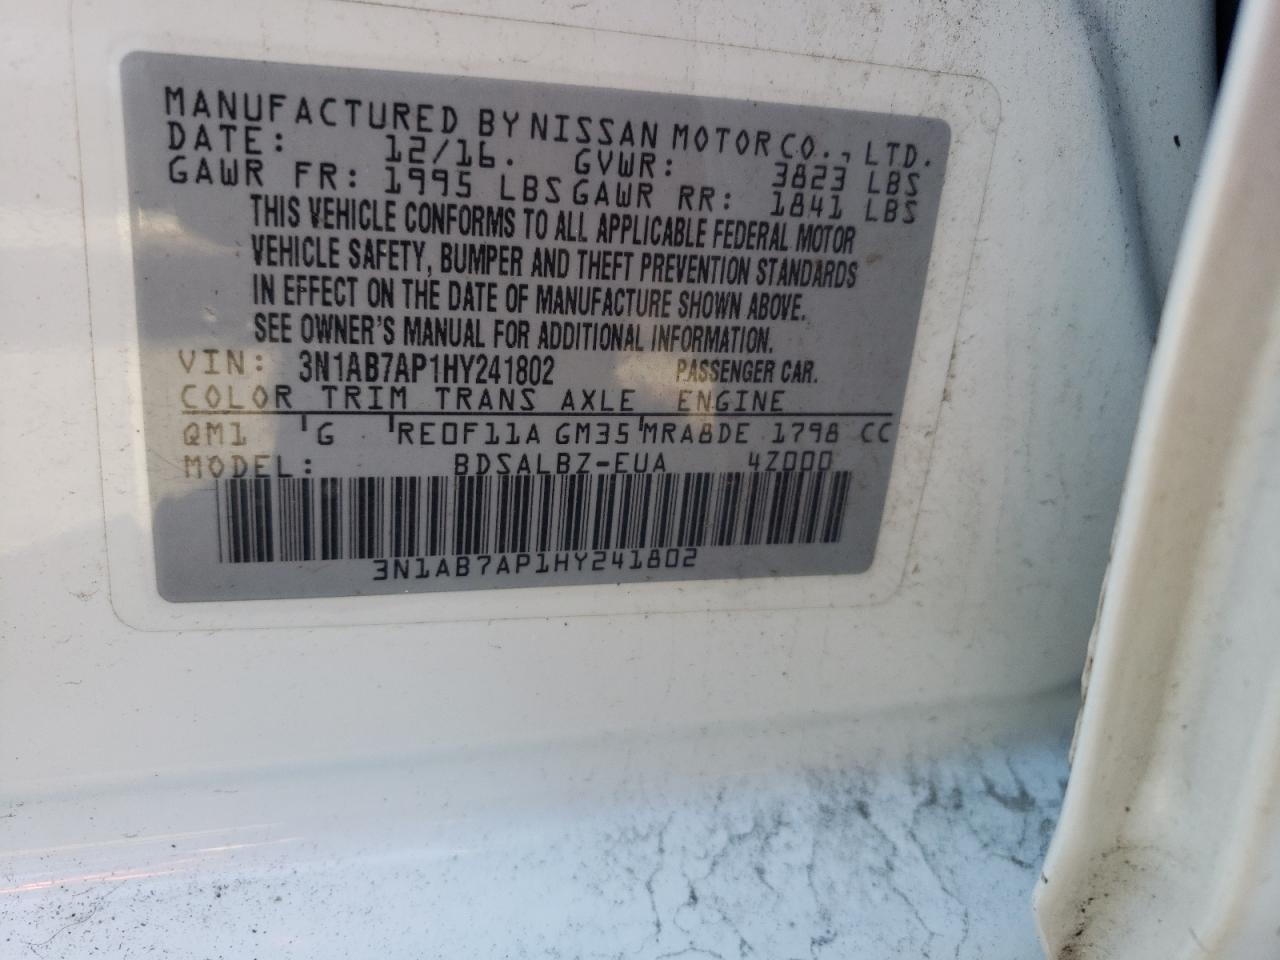 MANUFACTURED BY NISSAN MOTOR CO., LTD.
DATE: 12/16. GVWR: 3823 LBS
GAWR FR: 1995 LBS GAWR RR: 1841 LBS
THIS VEHICLE CONFORMS TO ALL APPLICABLE FEDERAL MOTOR
VEHICLE SAFETY, BUMPER AND THEFT PREVENTION STANDARDS
IN EFFECT ON THE DATE OF MANUFACTURE SHOWN ABOVE.
SEE OWNER'S MANUAL FOR ADDITIONAL INFORMATION.
VIN: 3N1AB7AP1HY241802 PASSENGER CAR.
COLOR TRIM TRANS AXLE ENGINE
QM1 G RE0F11A GM35 MRA8DE 1798 CC
MODEL: BDSALBZ-EUA 4Z000
3N1AB7AP1HY241802